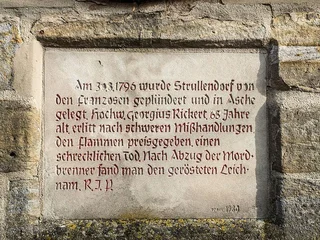 Am 3.8.1796 wurde Strullendorf von
den Franzosen geplündert und in Asche
gelegt. Hochw. Georgius Rickert, 65 Jahre
alt, erlitt nach schweren Mißhandlungen,
den Flammen preisgegeben, einen
schrecklichen Tod. Nach Abzug der Mord-
brenner fand man den gerösteten Leich-
nam. R.I.P.